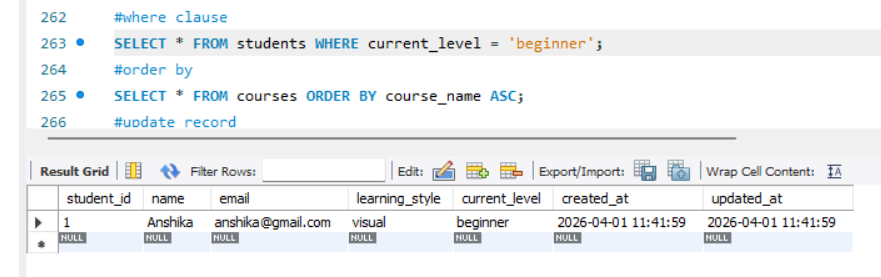 262 #where clause
263 SELECT * FROM students WHERE current_level = 'beginner';
264 #order by
265 SELECT * FROM courses ORDER BY course_name ASC;
266 #update record
Result Grid Filter Rows: Edit: Export/Import: Wrap Cell Content: IA
student_id name email learning_style current_level created_at updated_at
1 Anshika anshika@gmail.com visual beginner 2026-04-01 11:41:59 2026-04-01 11:41:59
NULL NULL NULL NULL NULL NULL NULL